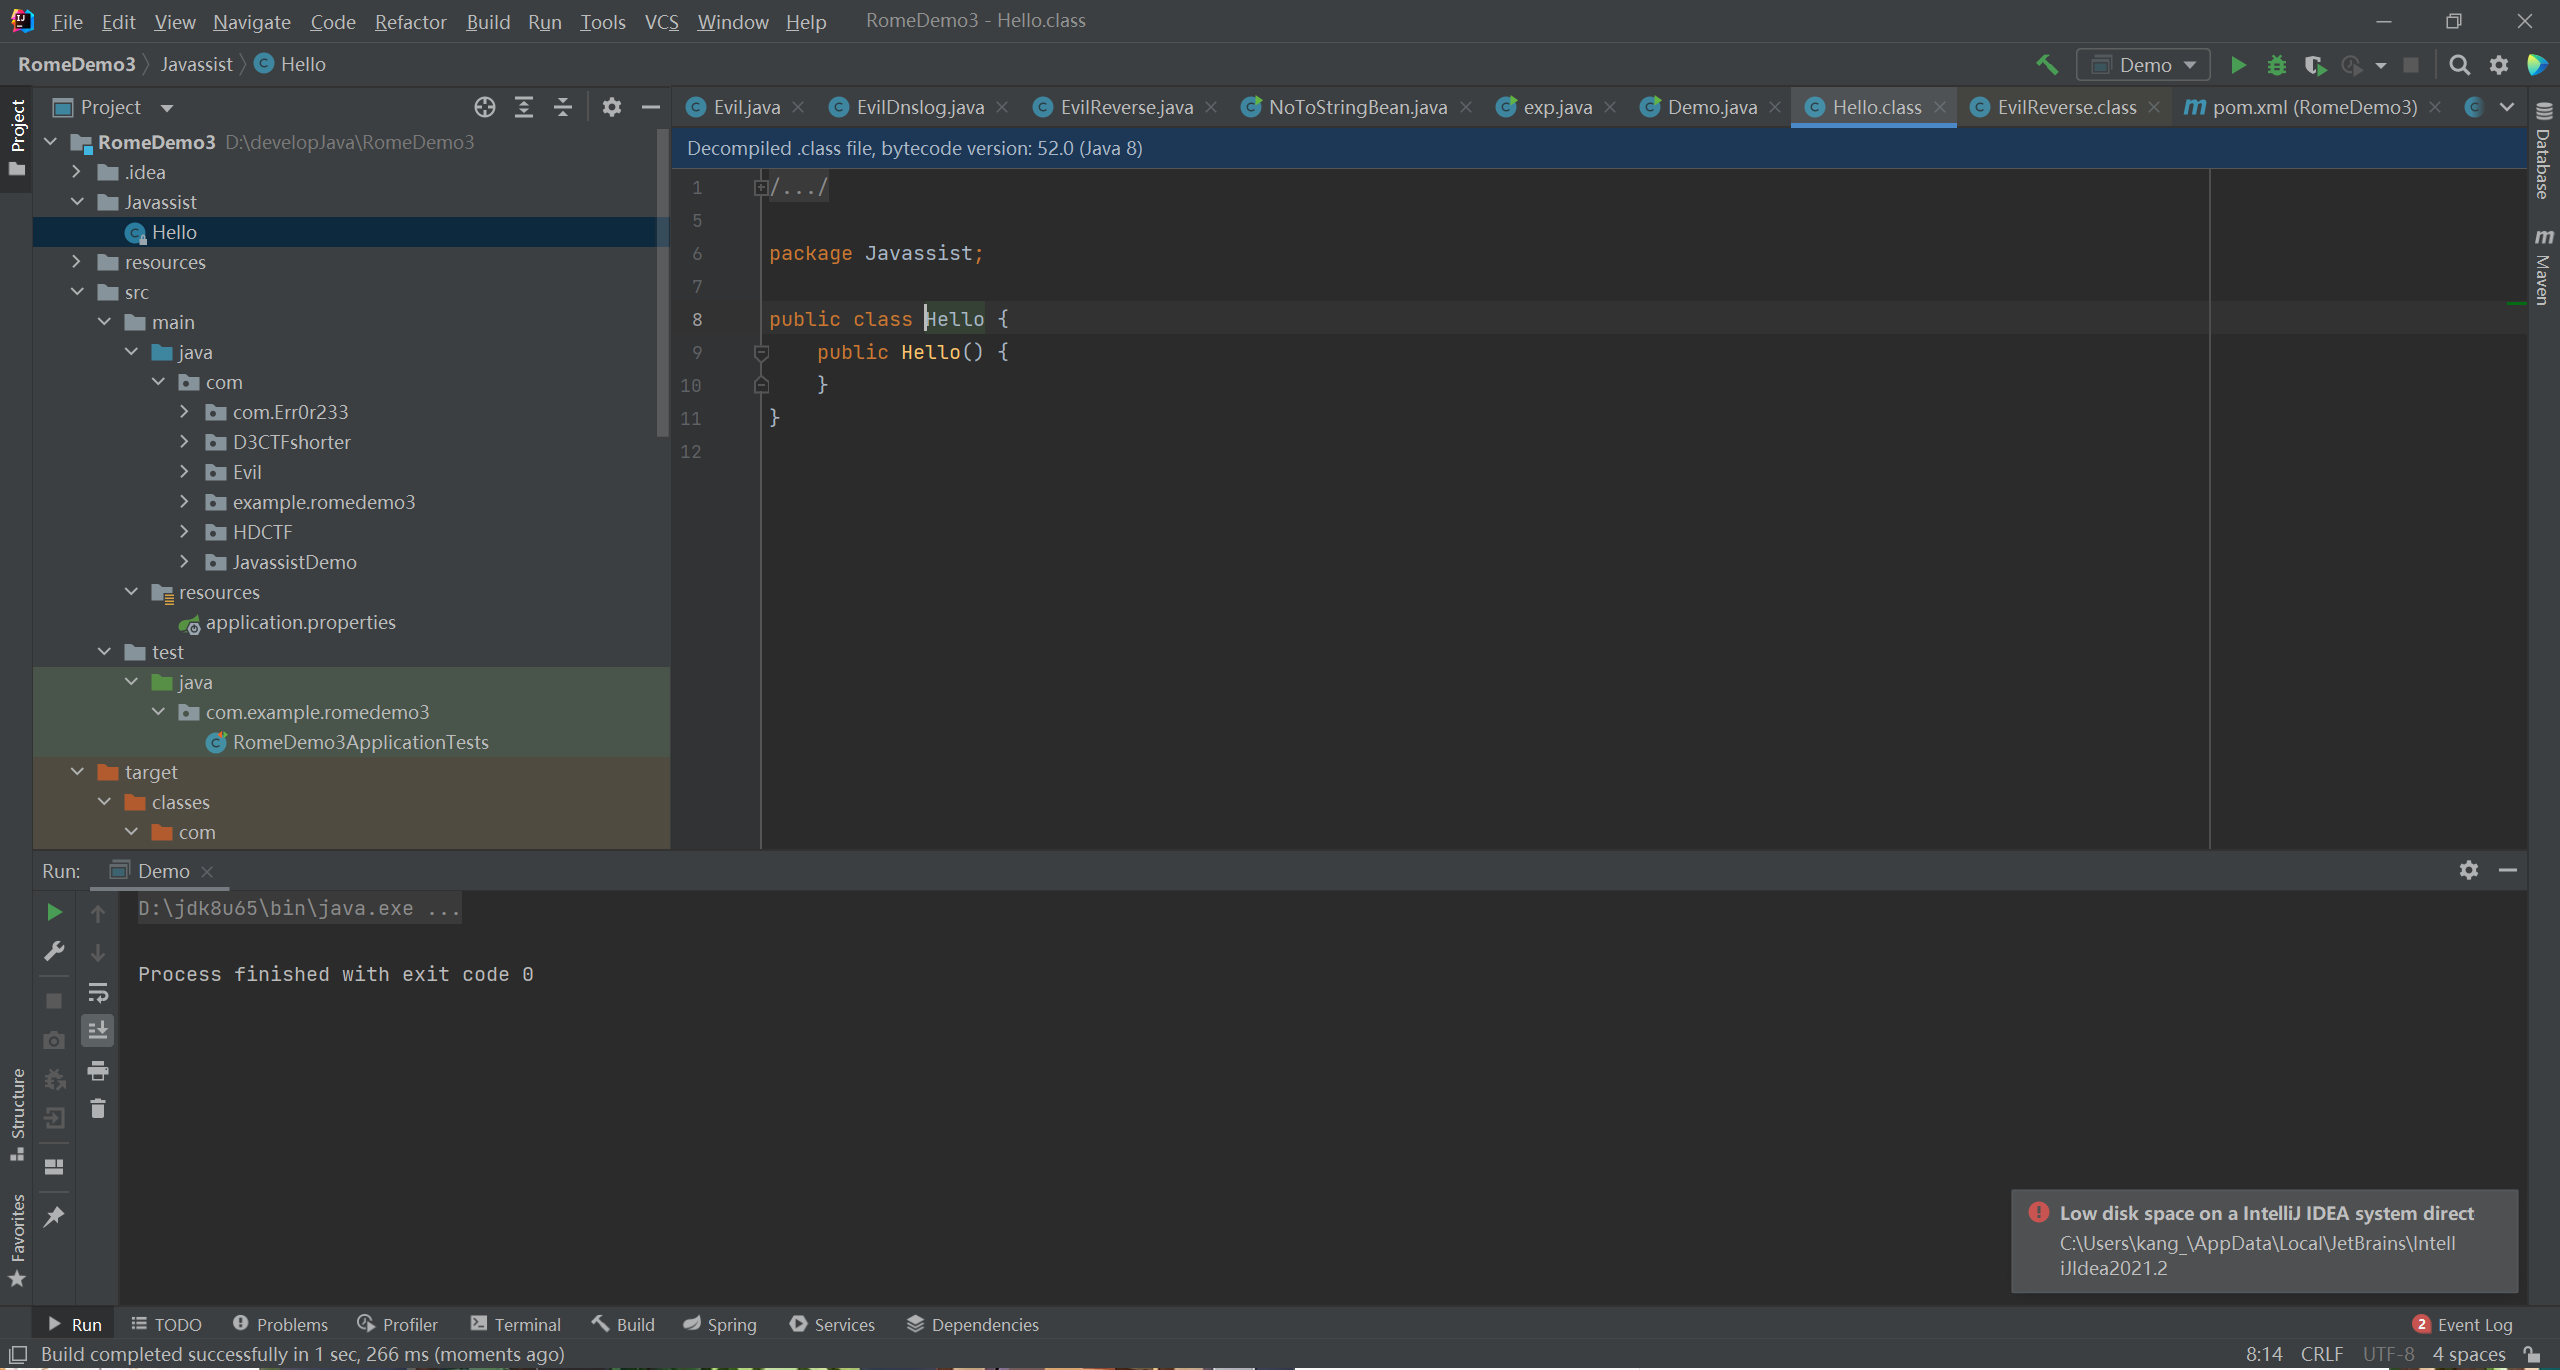 File Edit View Navigate Code Refactor Build Run Tools VCS Window Help RomeDemo3 - Hello.class
RomeDemo3 Javassist Hello
Demo
Project
Evil.java EvilDnslog.java EvilReverse.java NoToStringBean.java exp.java Demo.java Hello.class EvilReverse.class pom.xml (RomeDemo3)
Project
Database
Maven
RomeDemo3 D:\developJava\RomeDemo3
.idea
Javassist
Hello
resources
src
main
java
com
com.Err0r233
D3CTFshorter
Evil
example.romedemo3
HDCTF
JavassistDemo
resources
application.properties
test
java
com.example.romedemo3
RomeDemo3ApplicationTests
target
classes
com
Decompiled .class file, bytecode version: 52.0 (Java 8)
1 /.../
5
6 package Javassist;
7
8 public class Hello {
9 public Hello() {
10 }
11 }
12
Run: Demo
D:\jdk8u65\bin\java.exe ...
Process finished with exit code 0
Structure
Favorites
Low disk space on a IntelliJ IDEA system direct
C:\Users\kang_\AppData\Local\JetBrains\Intell
iJIdea2021.2
Run TODO Problems Profiler Terminal Build Spring Services Dependencies 2 Event Log
Build completed successfully in 1 sec, 266 ms (moments ago) 8:14 CRLF UTF-8 4 spaces